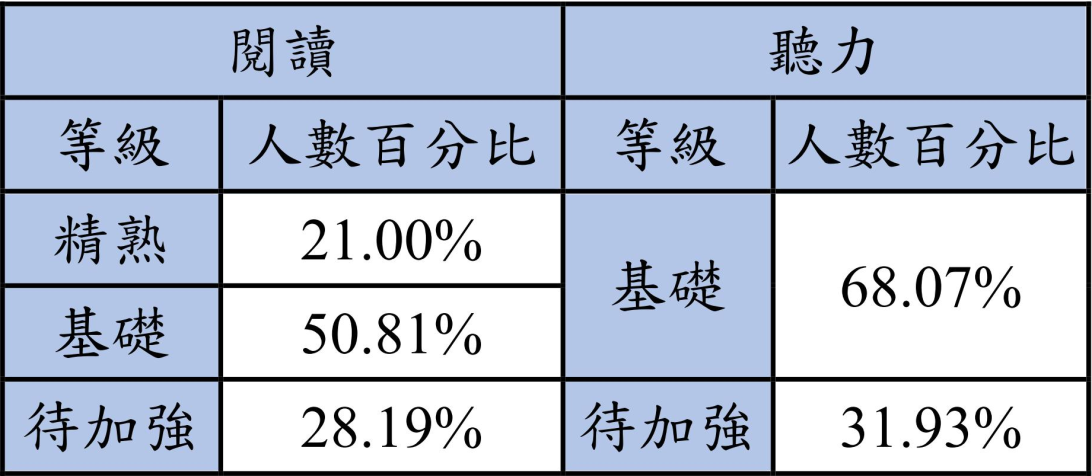 閱讀 聽力
等級 人數百分比 等級 人數百分比
精熟 21.00% 基礎 68.07%
基礎 50.81%
待加強 28.19% 待加強 31.93%